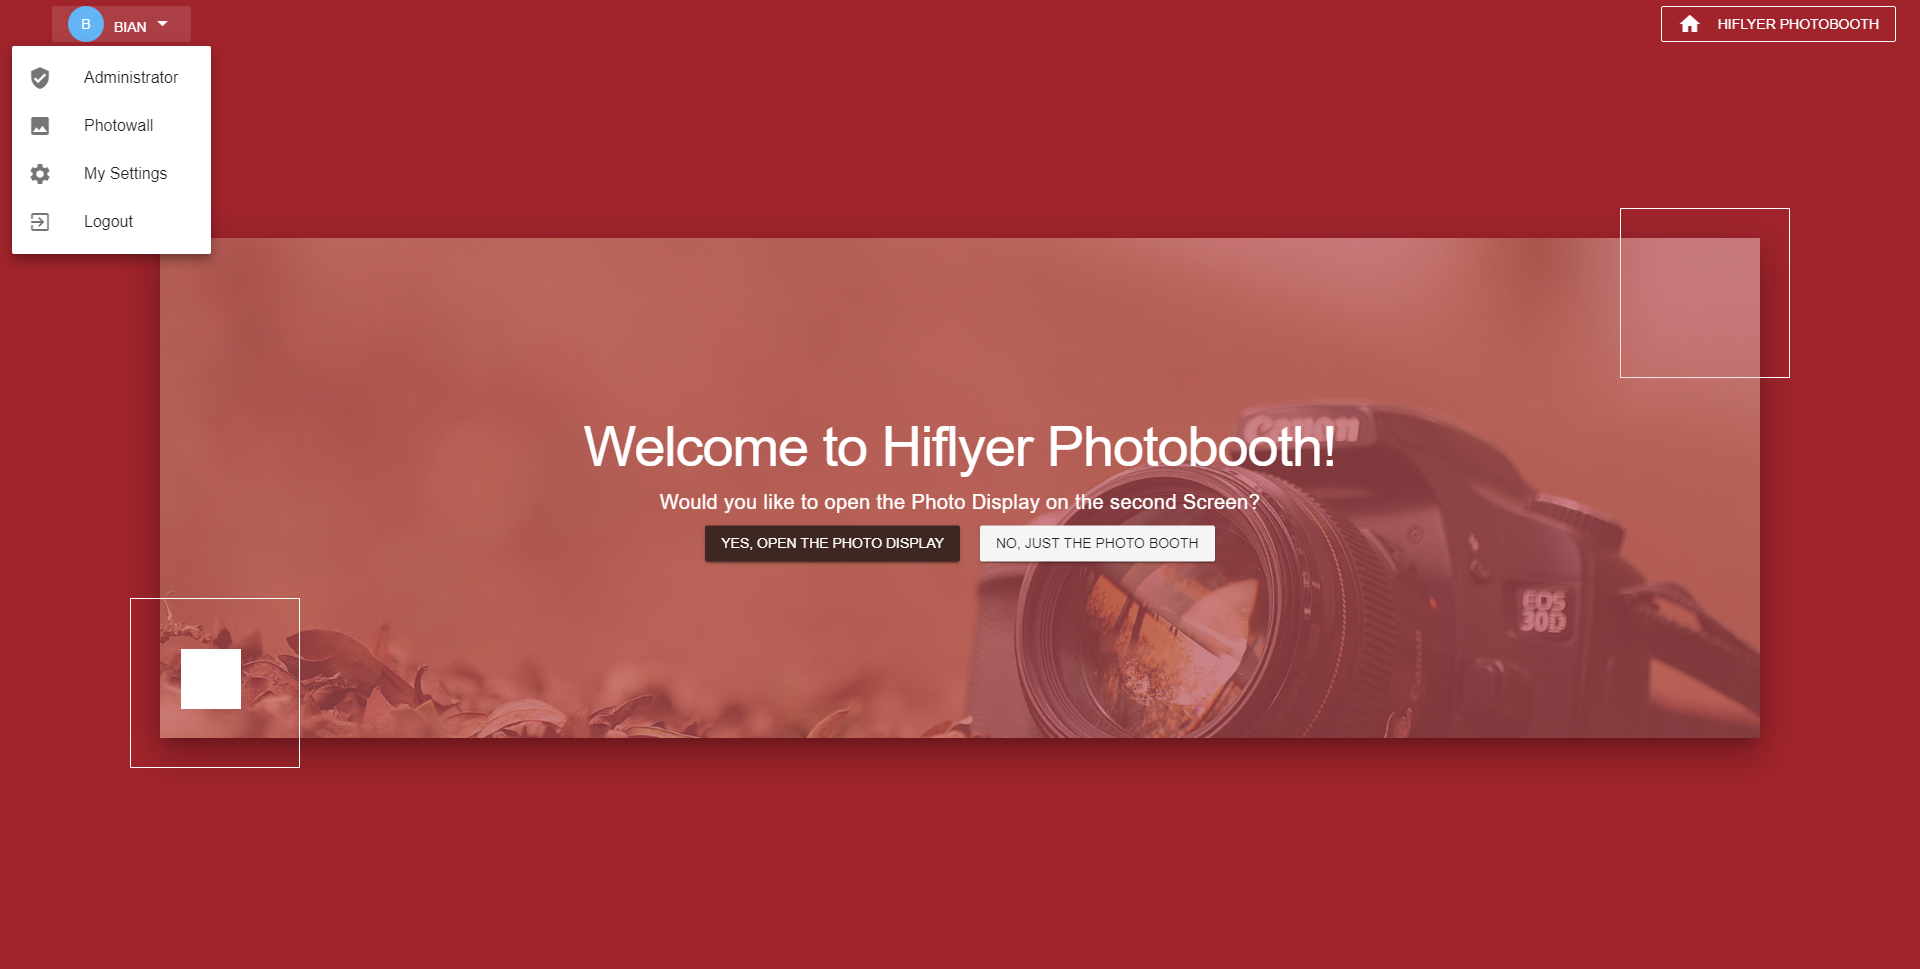 B BIAN
HIFLYER PHOTOBOOTH
Administrator
Photowall
My Settings
Logout
Canon
Welcome to Hiflyer Photobooth!
Would you like to open the Photo Display on the second Screen?
YES, OPEN THE PHOTO DISPLAY
NO, JUST THE PHOTO BOOTH
EOS
30D